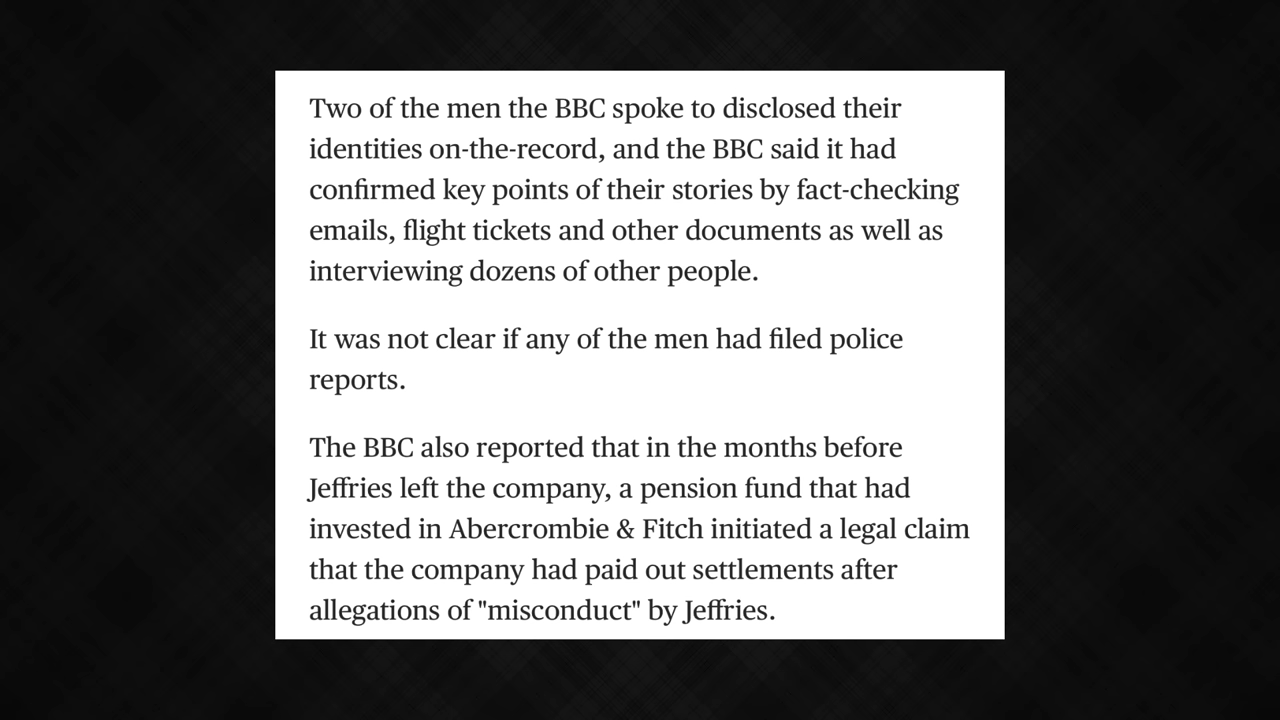 Two of the men the BBC spoke to disclosed their
identities on-the-record, and the BBC said it had
confirmed key points of their stories by fact-checking
emails, flight tickets and other documents as well as
interviewing dozens of other people.
It was not clear if any of the men had filed police
reports.
The BBC also reported that in the months before
Jeffries left the company, a pension fund that had
invested in Abercrombie & Fitch initiated a legal claim
that the company had paid out settlements after
allegations of "misconduct" by Jeffries.